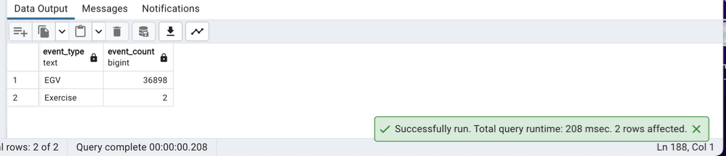 Data Output Messages Notifications
event_type text event_count bigint
1 EGV 36898
2 Exercise 2
Successfully run. Total query runtime: 208 msec. 2 rows affected.
rows: 2 of 2 Query complete 00:00:00.208 Ln 188, Col 1